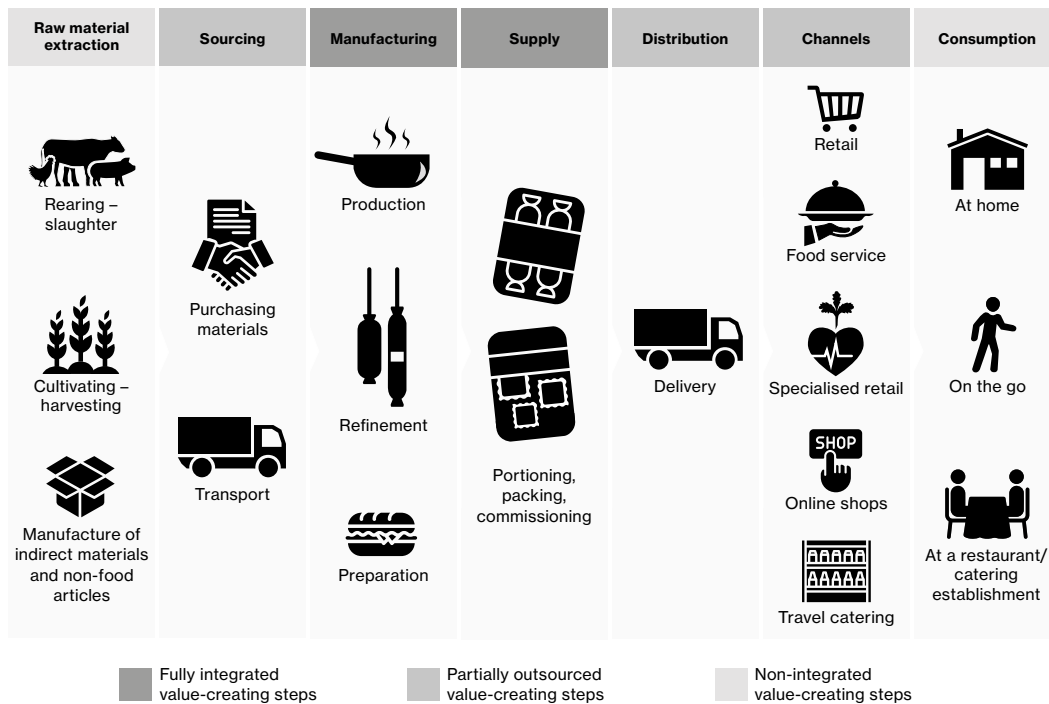 Raw material
extraction
Sourcing
Manufacturing
Supply
Distribution
Channels
Consumption
Rearing –
slaughter
Cultivating –
harvesting
Manufacture of
indirect materials
and non-food
articles
Purchasing
materials
Transport
Production
Refinement
Preparation
Portioning,
packing,
commissioning
Delivery
Retail
Food service
Specialised retail
SHOP
Online shops
Travel catering
At home
On the go
At a restaurant/
catering
establishment
Fully integrated
value-creating steps
Partially outsourced
value-creating steps
Non-integrated
value-creating steps